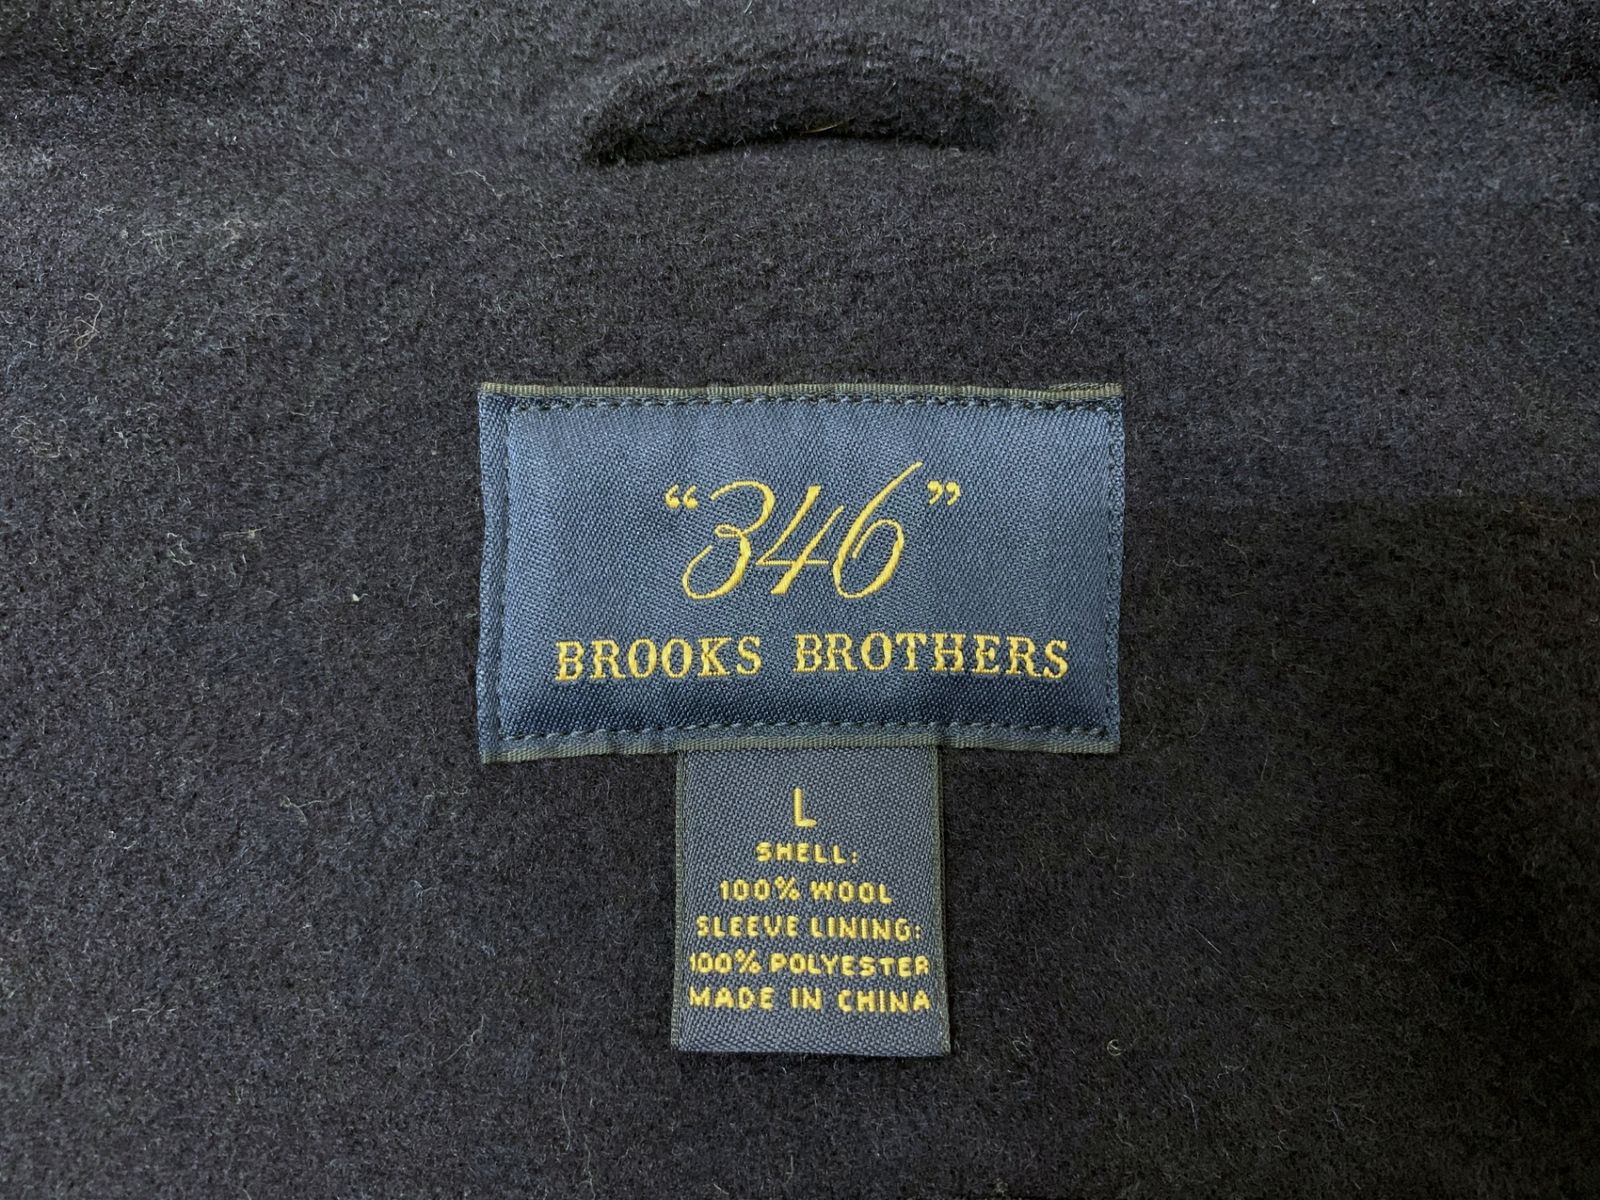 “346”
BROOKS BROTHERS
L
SHELL:
100% WOOL
SLEEVE LINING:
100% POLYESTER
MADE IN CHINA